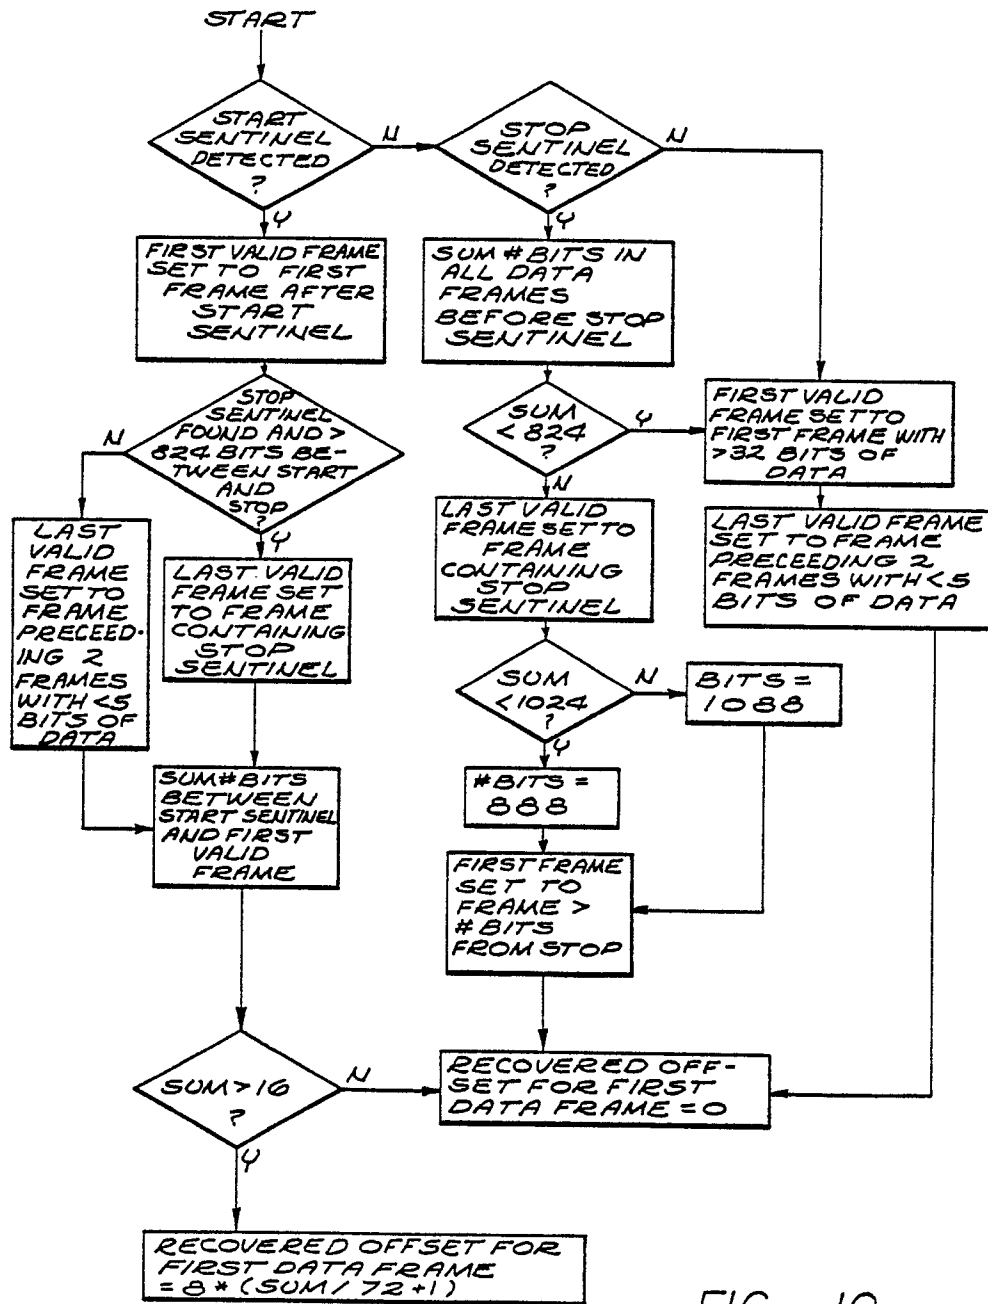 START
START
SENTINEL
DETECTED
?
N
STOP
SENTINEL
DETECTED
?
N
Y
Y
FIRST VALID FRAME
SET TO FIRST
FRAME AFTER
START
SENTINEL
SUM # BITS IN
ALL DATA
FRAMES
BEFORE STOP
SENTINEL
STOP
SENTINEL
FOUND AND >
824 BITS BE-
TWEEN START
AND
STOP
?
N
Y
SUM
< 824
?
Y
N
FIRST VALID
FRAME SET TO
FIRST FRAME WITH
>32 BITS OF
DATA
LAST
VALID
FRAME
SET TO
FRAME
PRECEED-
ING 2
FRAMES
WITH <5
BITS OF
DATA
LAST VALID
FRAME SET
TO FRAME
CONTAINING
STOP
SENTINEL
LAST VALID
FRAME SET TO
FRAME
CONTAINING
STOP
SENTINEL
LAST VALID FRAME
SET TO FRAME
PRECEEDING 2
FRAMES WITH <5
BITS OF DATA
SUM
<1024
?
N
Y
BITS =
1088
SUM # BITS
BETWEEN
START SENTINEL
AND FIRST
VALID
FRAME
# BITS =
888
FIRST FRAME
SET TO
FRAME >
# BITS
FROM STOP
SUM > 16
?
N
Y
RECOVERED OFF-
SET FOR FIRST
DATA FRAME = 0
RECOVERED OFFSET FOR
FIRST DATA FRAME
= 8 * (SUM / 72 +1)